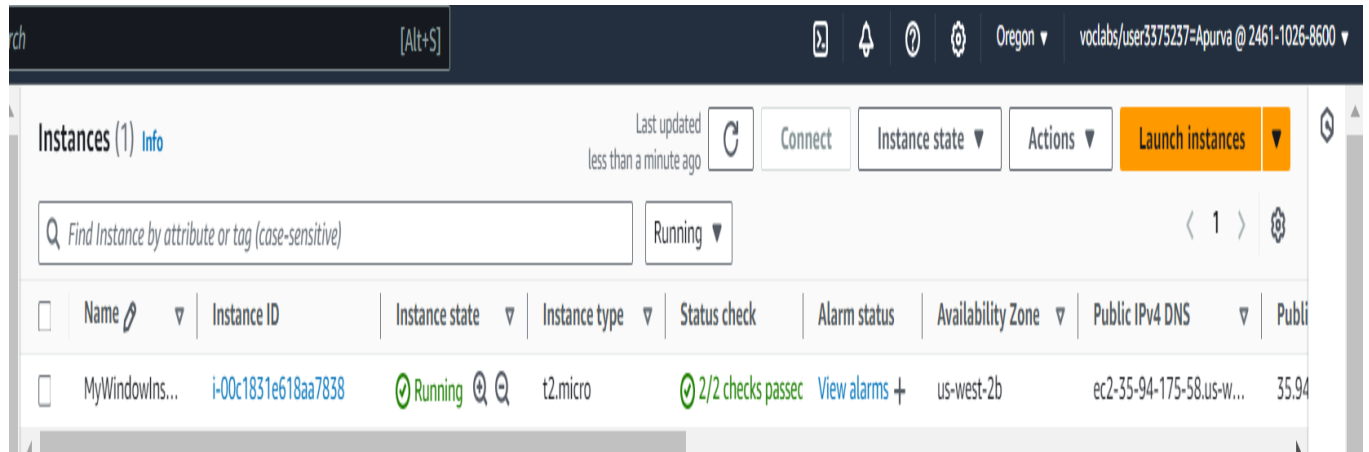 rch [Alt+S] Oregon ▼ voclabs/user3375237=Apurva @ 2461-1026-8600 ▼
Instances (1) Info Last updated less than a minute ago Connect Instance state ▼ Actions ▼ Launch instances ▼
Find Instance by attribute or tag (case-sensitive) Running ▼ < 1 >
Name Instance ID Instance state Instance type Status check Alarm status Availability Zone Public IPv4 DNS Publi
MyWindowIns... i-00c1831e618aa7838 Running t2.micro 2/2 checks passec View alarms + us-west-2b ec2-35-94-175-58.us-w... 35.94